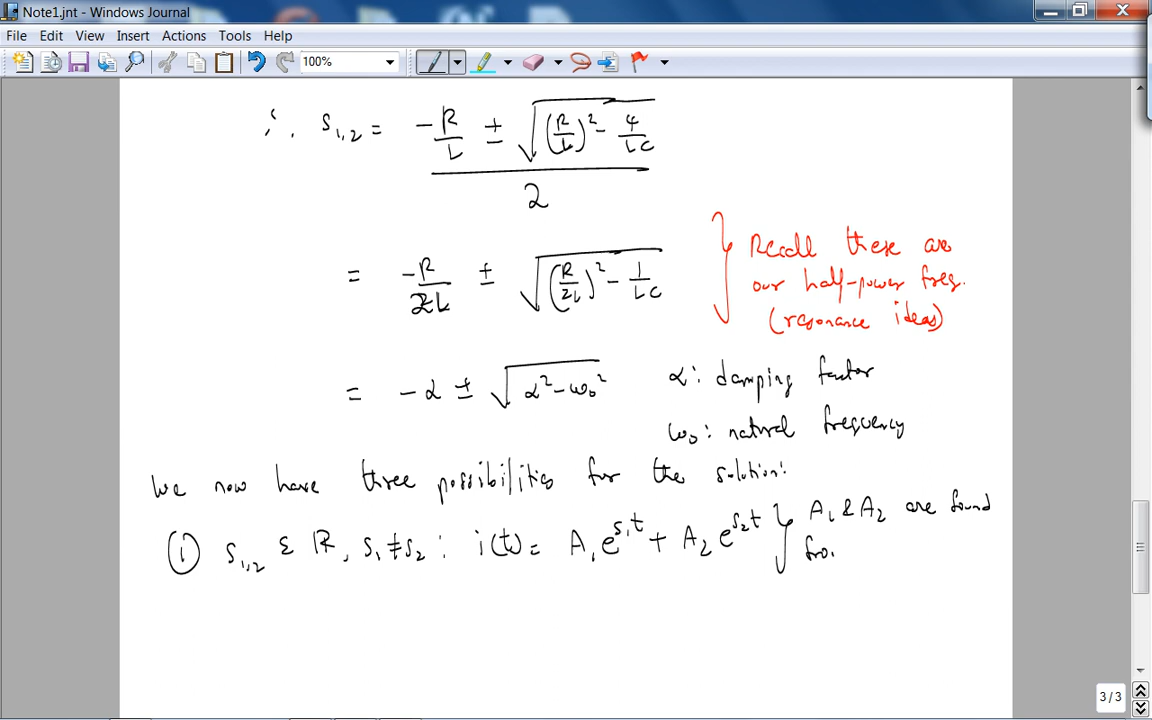 Note1.jnt - Windows Journal
File Edit View Insert Actions Tools Help
100%
∴ s₁,₂ = (-R/L ± √((R/L)² - 4/LC)) / 2
= -R/2L ± √((R/2L)² - 1/LC)
Recall these are
our half-power freq.
(resonance ideas)
= -α ± √(α² - ω₀²)
α: damping factor
ω₀: natural frequency
We now have three possibilities for the solution:
① s₁,₂ ε ℝ, s₁ ≠ s₂ : i(t) = A₁e^(s₁t) + A₂e^(s₂t) } A₁ & A₂ are found
3/3